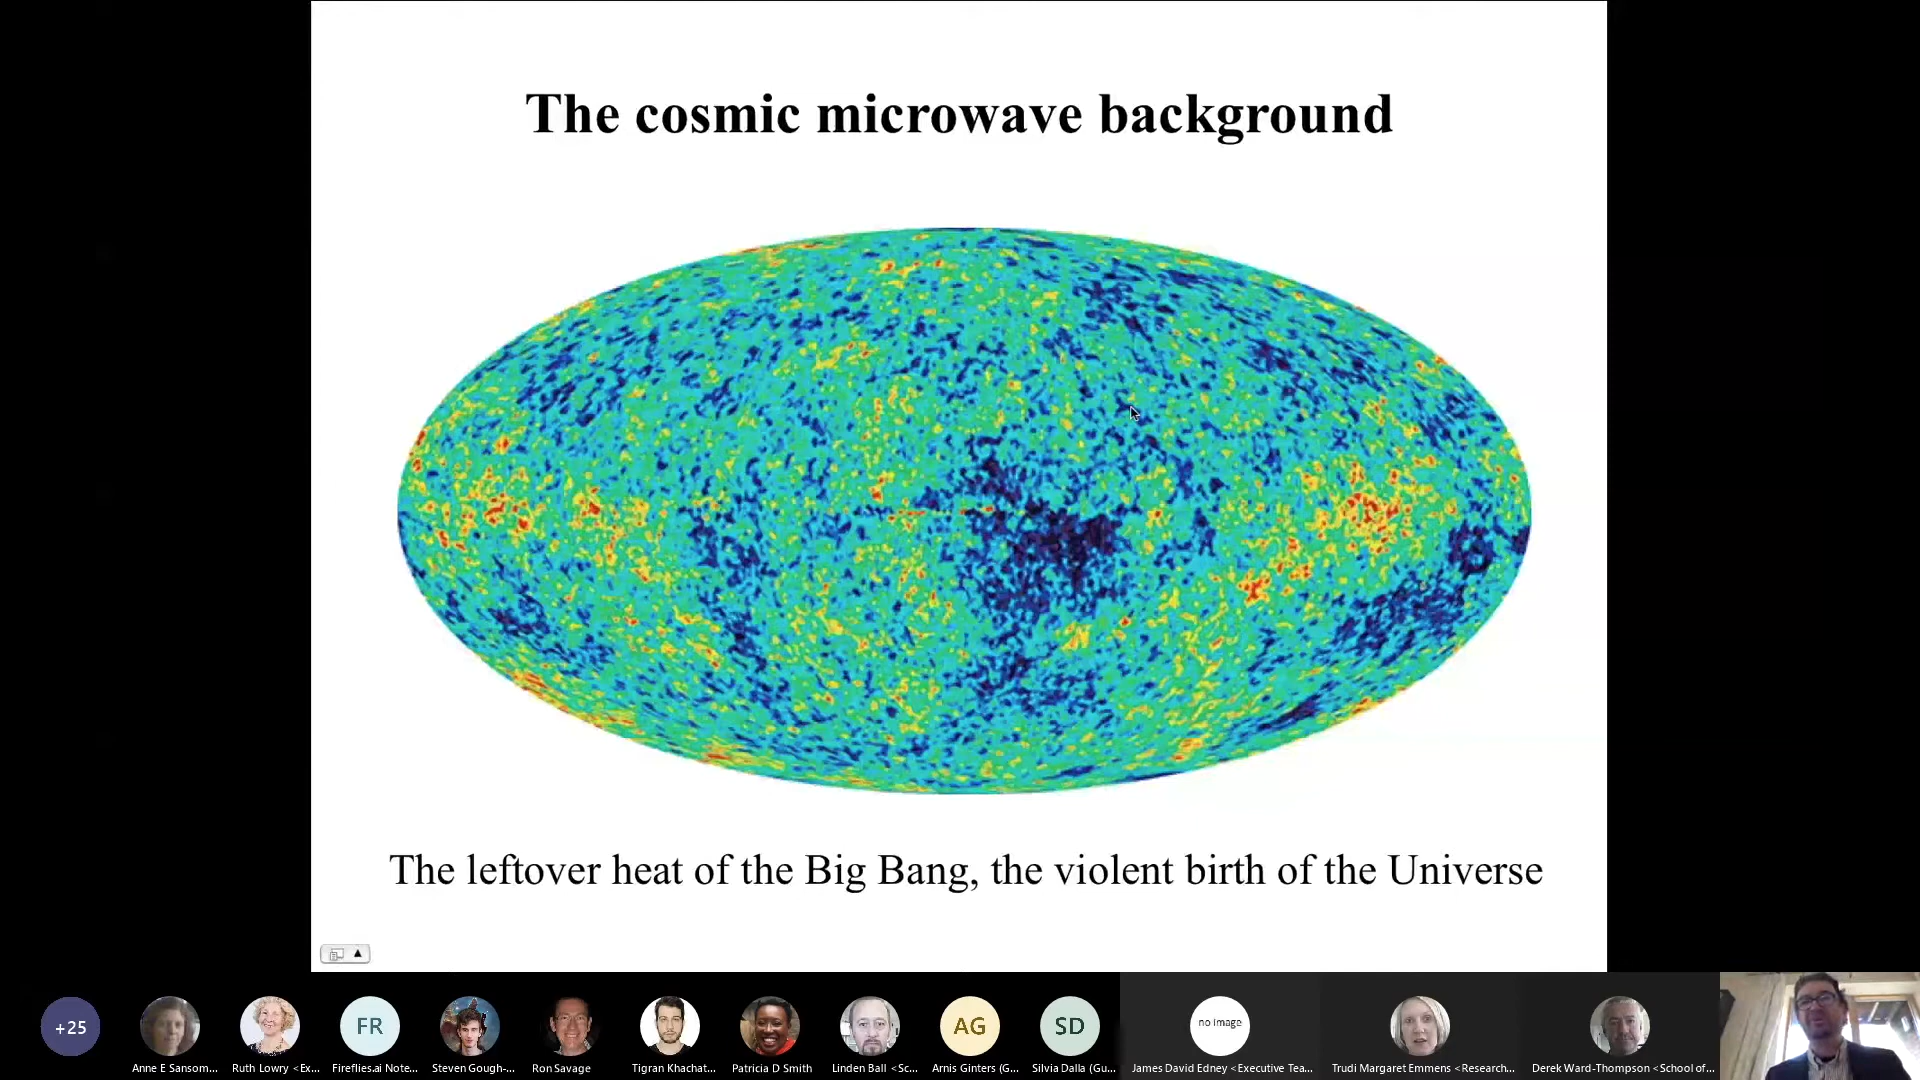 The cosmic microwave background
The leftover heat of the Big Bang, the violent birth of the Universe
+25
FR
AG
SD
no image
Anne E Sansom...
Ruth Lowry <Ex...
Fireflies.ai Note...
Steven Gough-...
Ron Savage
Tigran Khachat...
Patricia D Smith
Linden Ball <Sc...
Arnis Ginters (G...
Silvia Dalla (Gu...
James David Edney <Executive Tea...
Trudi Margaret Emmens <Research...
Derek Ward-Thompson <School of...